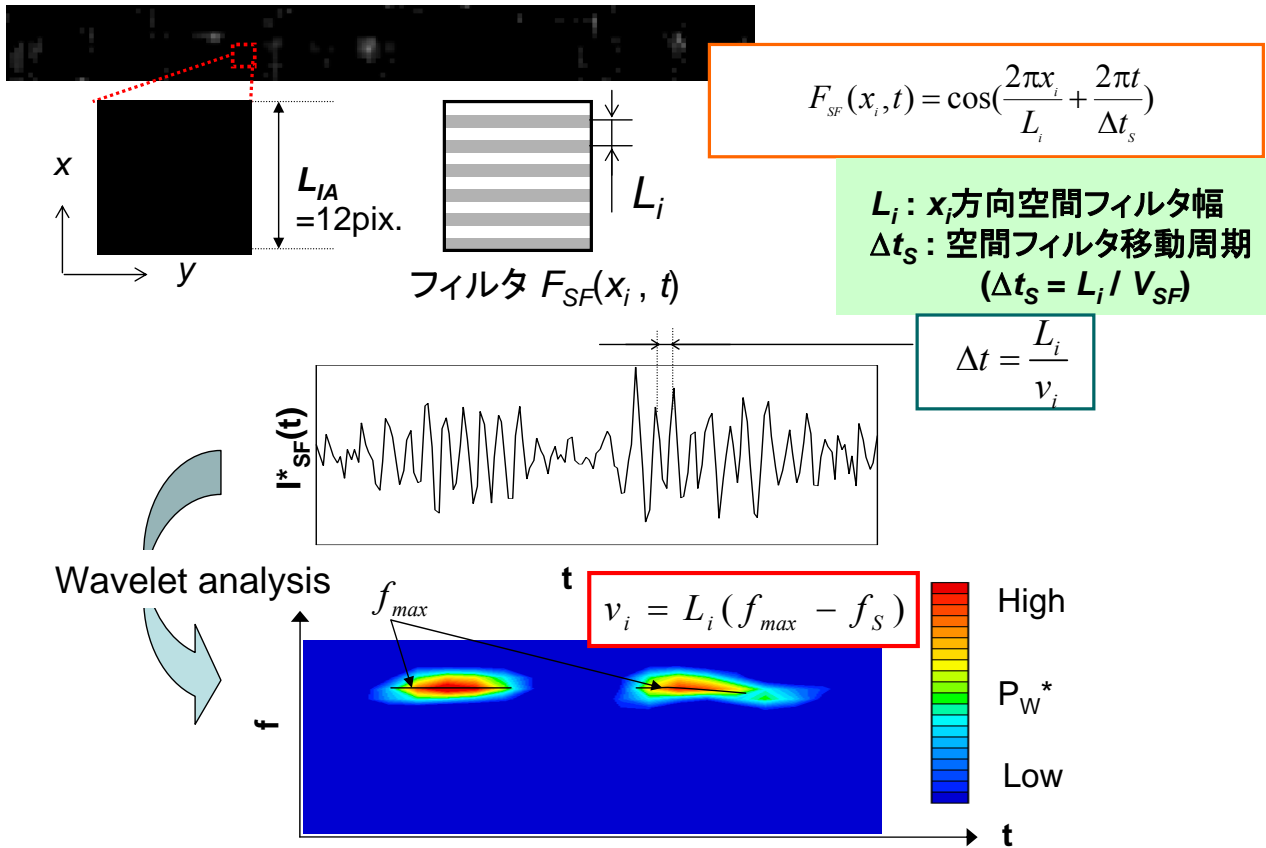 F_SF(x_i, t) = cos(2πx_i/L_i + 2πt/Δt_S)
x
L_IA
=12pix.
y
L_i
フィルタ F_SF(x_i , t)
L_i : x_i方向空間フィルタ幅
Δt_S : 空間フィルタ移動周期
(Δt_S = L_i / V_SF)
Δt = L_i/v_i
I*_SF(t)
t
Wavelet analysis
f_max
v_i = L_i(f_max − f_S)
High
P_W*
Low
f
t